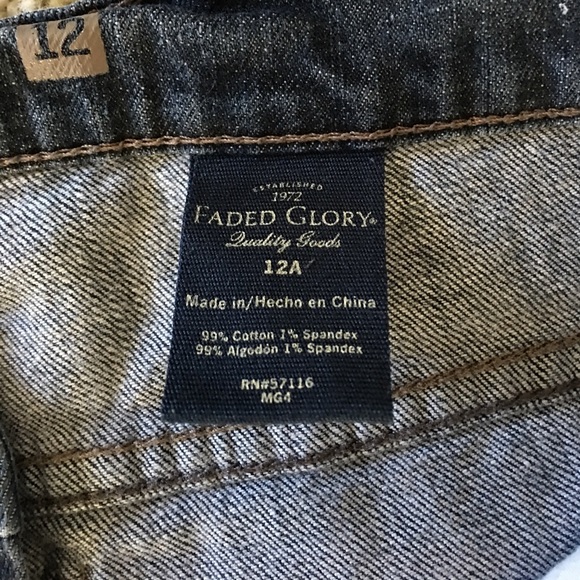 12
ESTABLISHED
1972
FADED GLORY®
Quality Goods
12A
Made in/Hecho en China
99% Cotton 1% Spandex
99% Algodón 1% Spandex
RN#57116
MG4